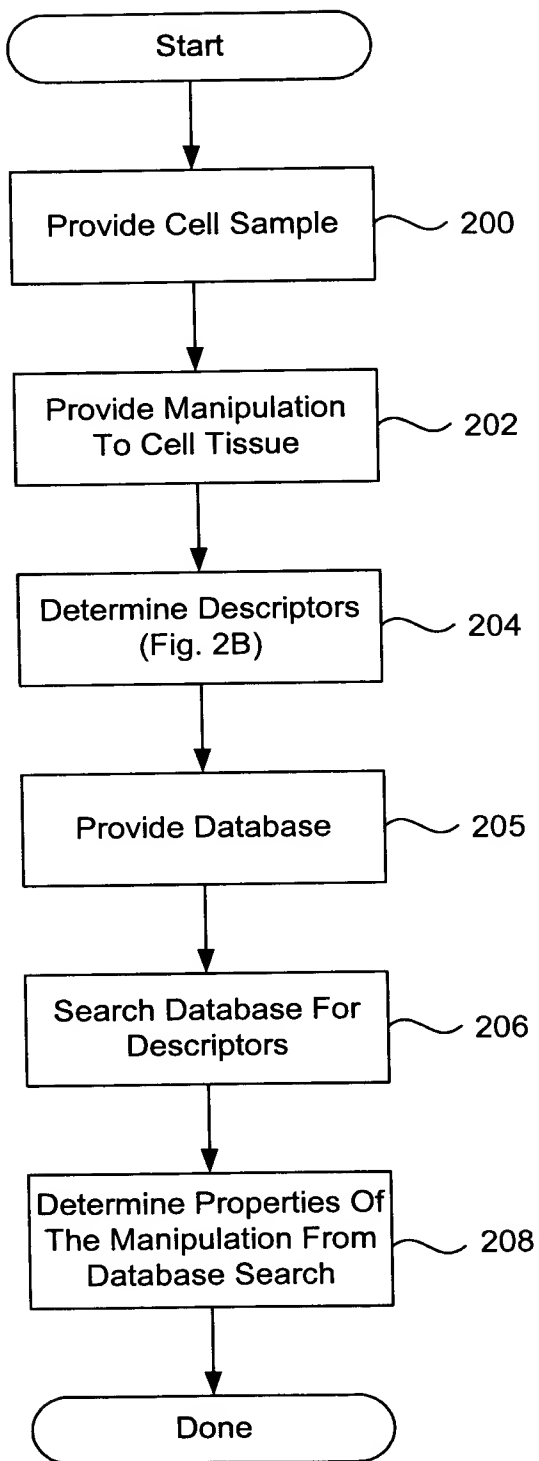 Start
Provide Cell Sample
200
Provide Manipulation
To Cell Tissue
202
Determine Descriptors
(Fig. 2B)
204
Provide Database
205
Search Database For
Descriptors
206
Determine Properties Of
The Manipulation From
Database Search
208
Done